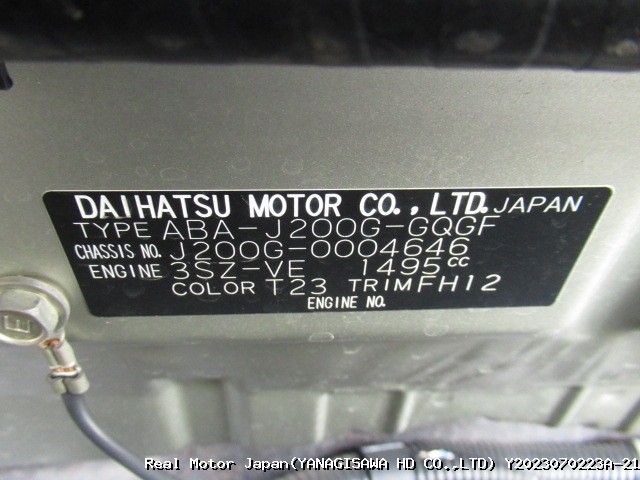 DAIHATSU MOTOR CO.,LTD. JAPAN
TYPE ABA-J200G-GQGF
CHASSIS NO. J200G-0004646
ENGINE 3SZ-VE 1495cc
COLOR T23 TRIM FH12
ENGINE NO.
E
Real Motor Japan(YANAGISAWA HD CO.,LTD) Y2023070223A-21